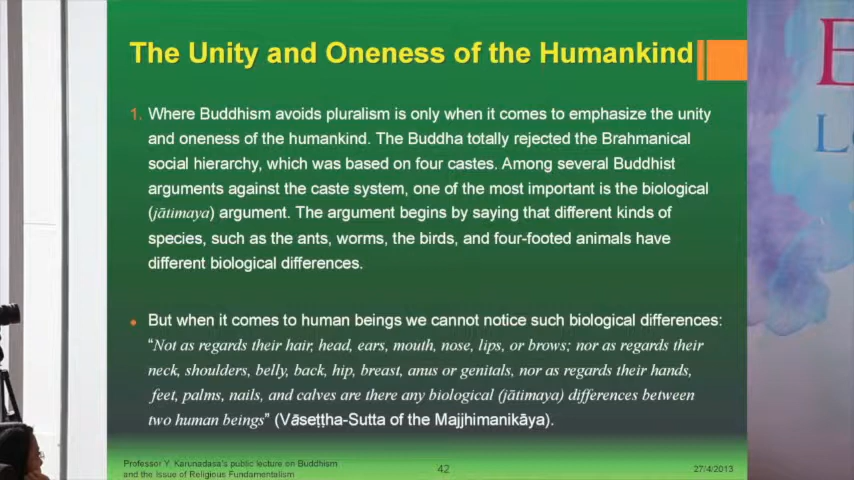 The Unity and Oneness of the Humankind
1. Where Buddhism avoids pluralism is only when it comes to emphasize the unity
and oneness of the humankind. The Buddha totally rejected the Brahmanical
social hierarchy, which was based on four castes. Among several Buddhist
arguments against the caste system, one of the most important is the biological
(jātimaya) argument. The argument begins by saying that different kinds of
species, such as the ants, worms, the birds, and four-footed animals have
different biological differences.
But when it comes to human beings we cannot notice such biological differences:
“Not as regards their hair, head, ears, mouth, nose, lips, or brows; nor as regards their
neck, shoulders, belly, back, hip, breast, anus or genitals, nor as regards their hands,
feet, palms, nails, and calves are there any biological (jātimaya) differences between
two human beings” (Vāseṭṭha-Sutta of the Majjhimanikāya).
Professor Y. Karunadasa's public lecture on Buddhism
and the Issue of Religious Fundamentalism
42
27/4/2013